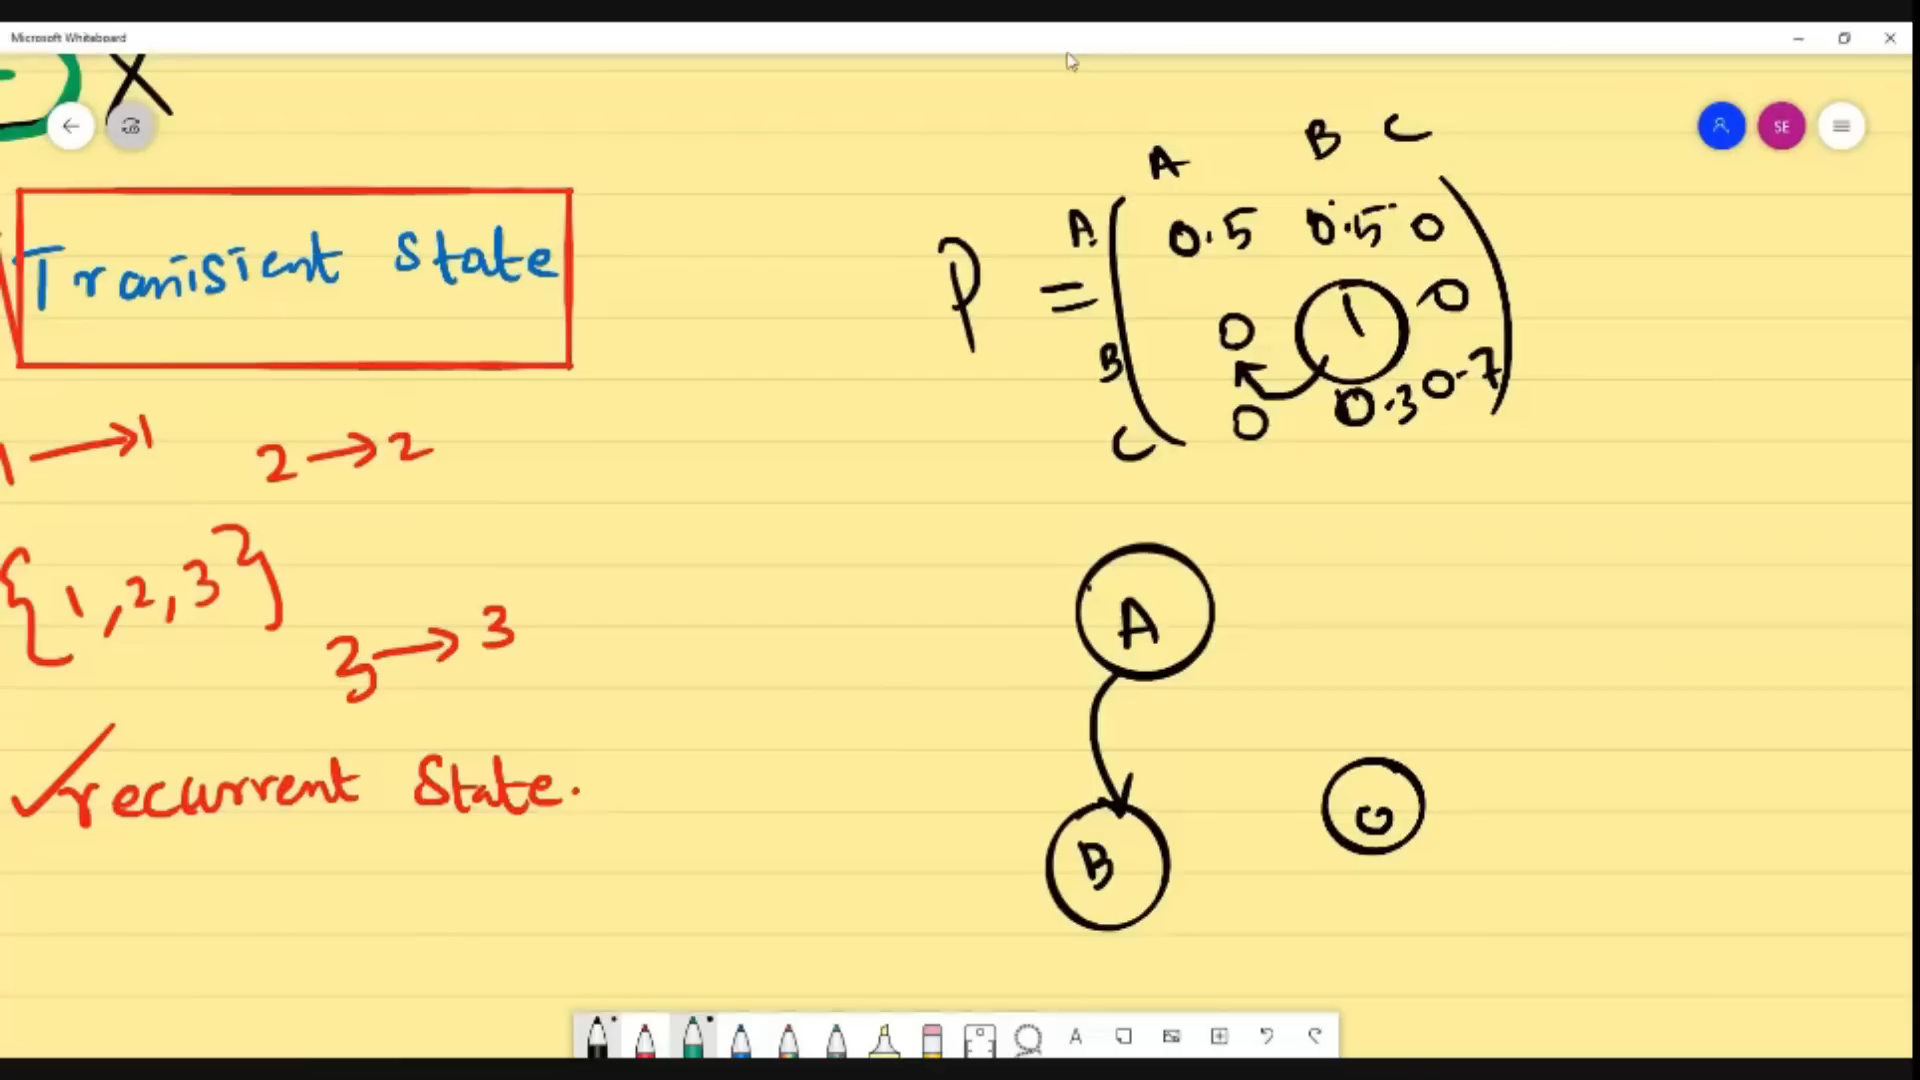 Microsoft Whiteboard
X
SE
Tranisient State
1 → 1
2 → 2
{1, 2, 3}
3 → 3
✓recurrent State.
A B C
P = A 0.5 0.5 0
B 0 1 0
C 0 0.3 0.7
A
B